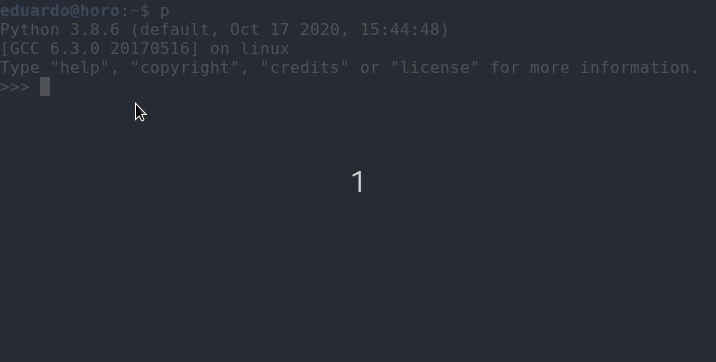 eduardo@horo:~$ p
Python 3.8.6 (default, Oct 17 2020, 15:44:48)
[GCC 6.3.0 20170516] on linux
Type "help", "copyright", "credits" or "license" for more information.
>>>
1